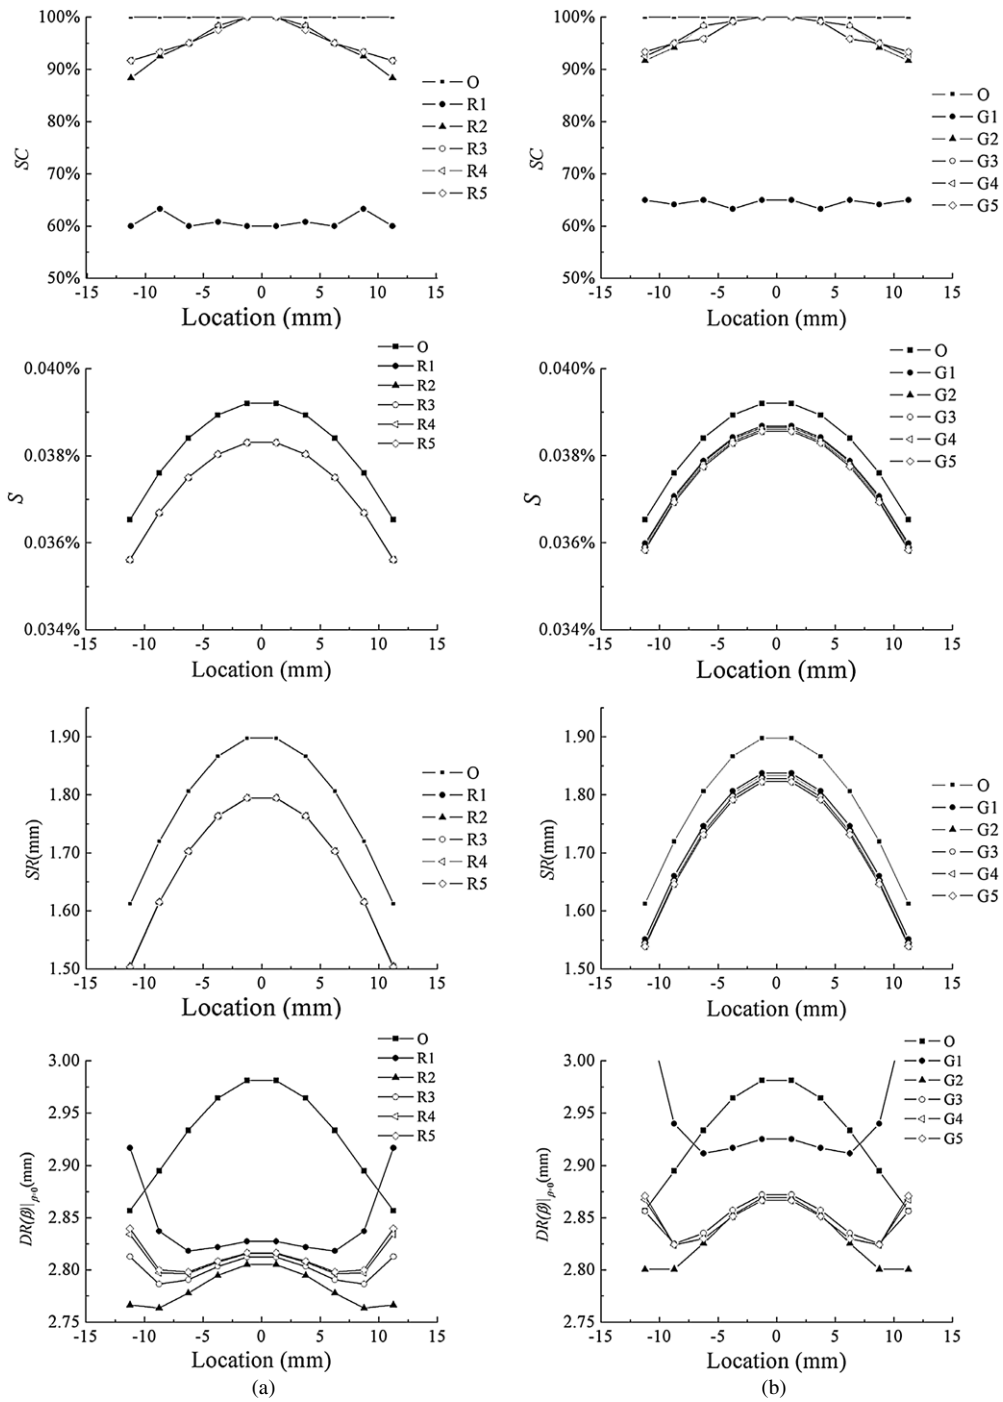 100%
90%
80%
70%
60%
50%
SC
-15 -10 -5 0 5 10 15
Location (mm)
O
R1
R2
R3
R4
R5
100%
90%
80%
70%
60%
50%
SC
-15 -10 -5 0 5 10 15
Location (mm)
O
G1
G2
G3
G4
G5
0.040%
0.038%
0.036%
0.034%
S
-15 -10 -5 0 5 10 15
Location (mm)
O
R1
R2
R3
R4
R5
0.040%
0.038%
0.036%
0.034%
S
-15 -10 -5 0 5 10 15
Location (mm)
O
G1
G2
G3
G4
G5
1.90
1.80
1.70
1.60
1.50
SR(mm)
-15 -10 -5 0 5 10 15
Location (mm)
O
R1
R2
R3
R4
R5
1.90
1.80
1.70
1.60
1.50
SR(mm)
-15 -10 -5 0 5 10 15
Location (mm)
O
G1
G2
G3
G4
G5
3.00
2.95
2.90
2.85
2.80
2.75
DR(β)|ρ=0(mm)
-15 -10 -5 0 5 10 15
Location (mm)
O
R1
R2
R3
R4
R5
(a)
3.00
2.95
2.90
2.85
2.80
2.75
DR(β)|ρ=0(mm)
-15 -10 -5 0 5 10 15
Location (mm)
O
G1
G2
G3
G4
G5
(b)